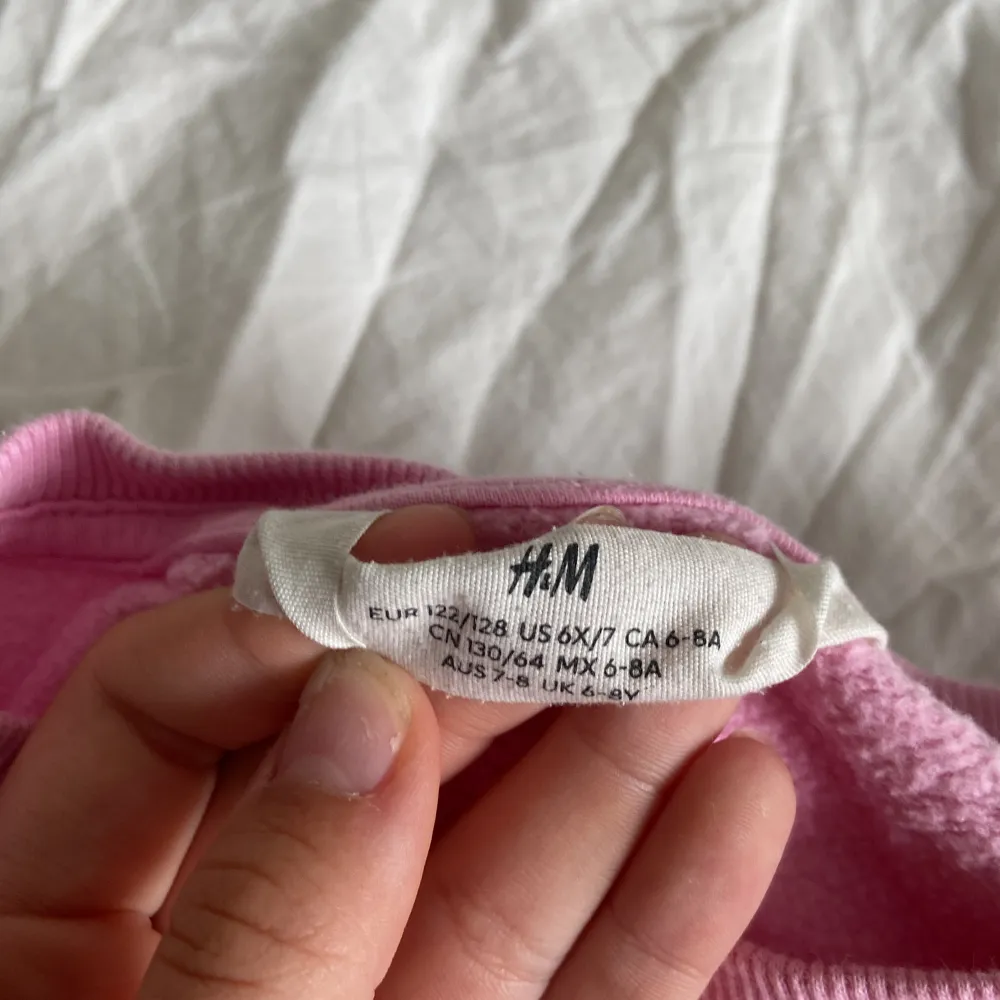 H&M
EUR 122/128 US 6X/7 CA 6-8A
CN 130/64 MX 6-8A
AUS 7-8 UK 6-8Y